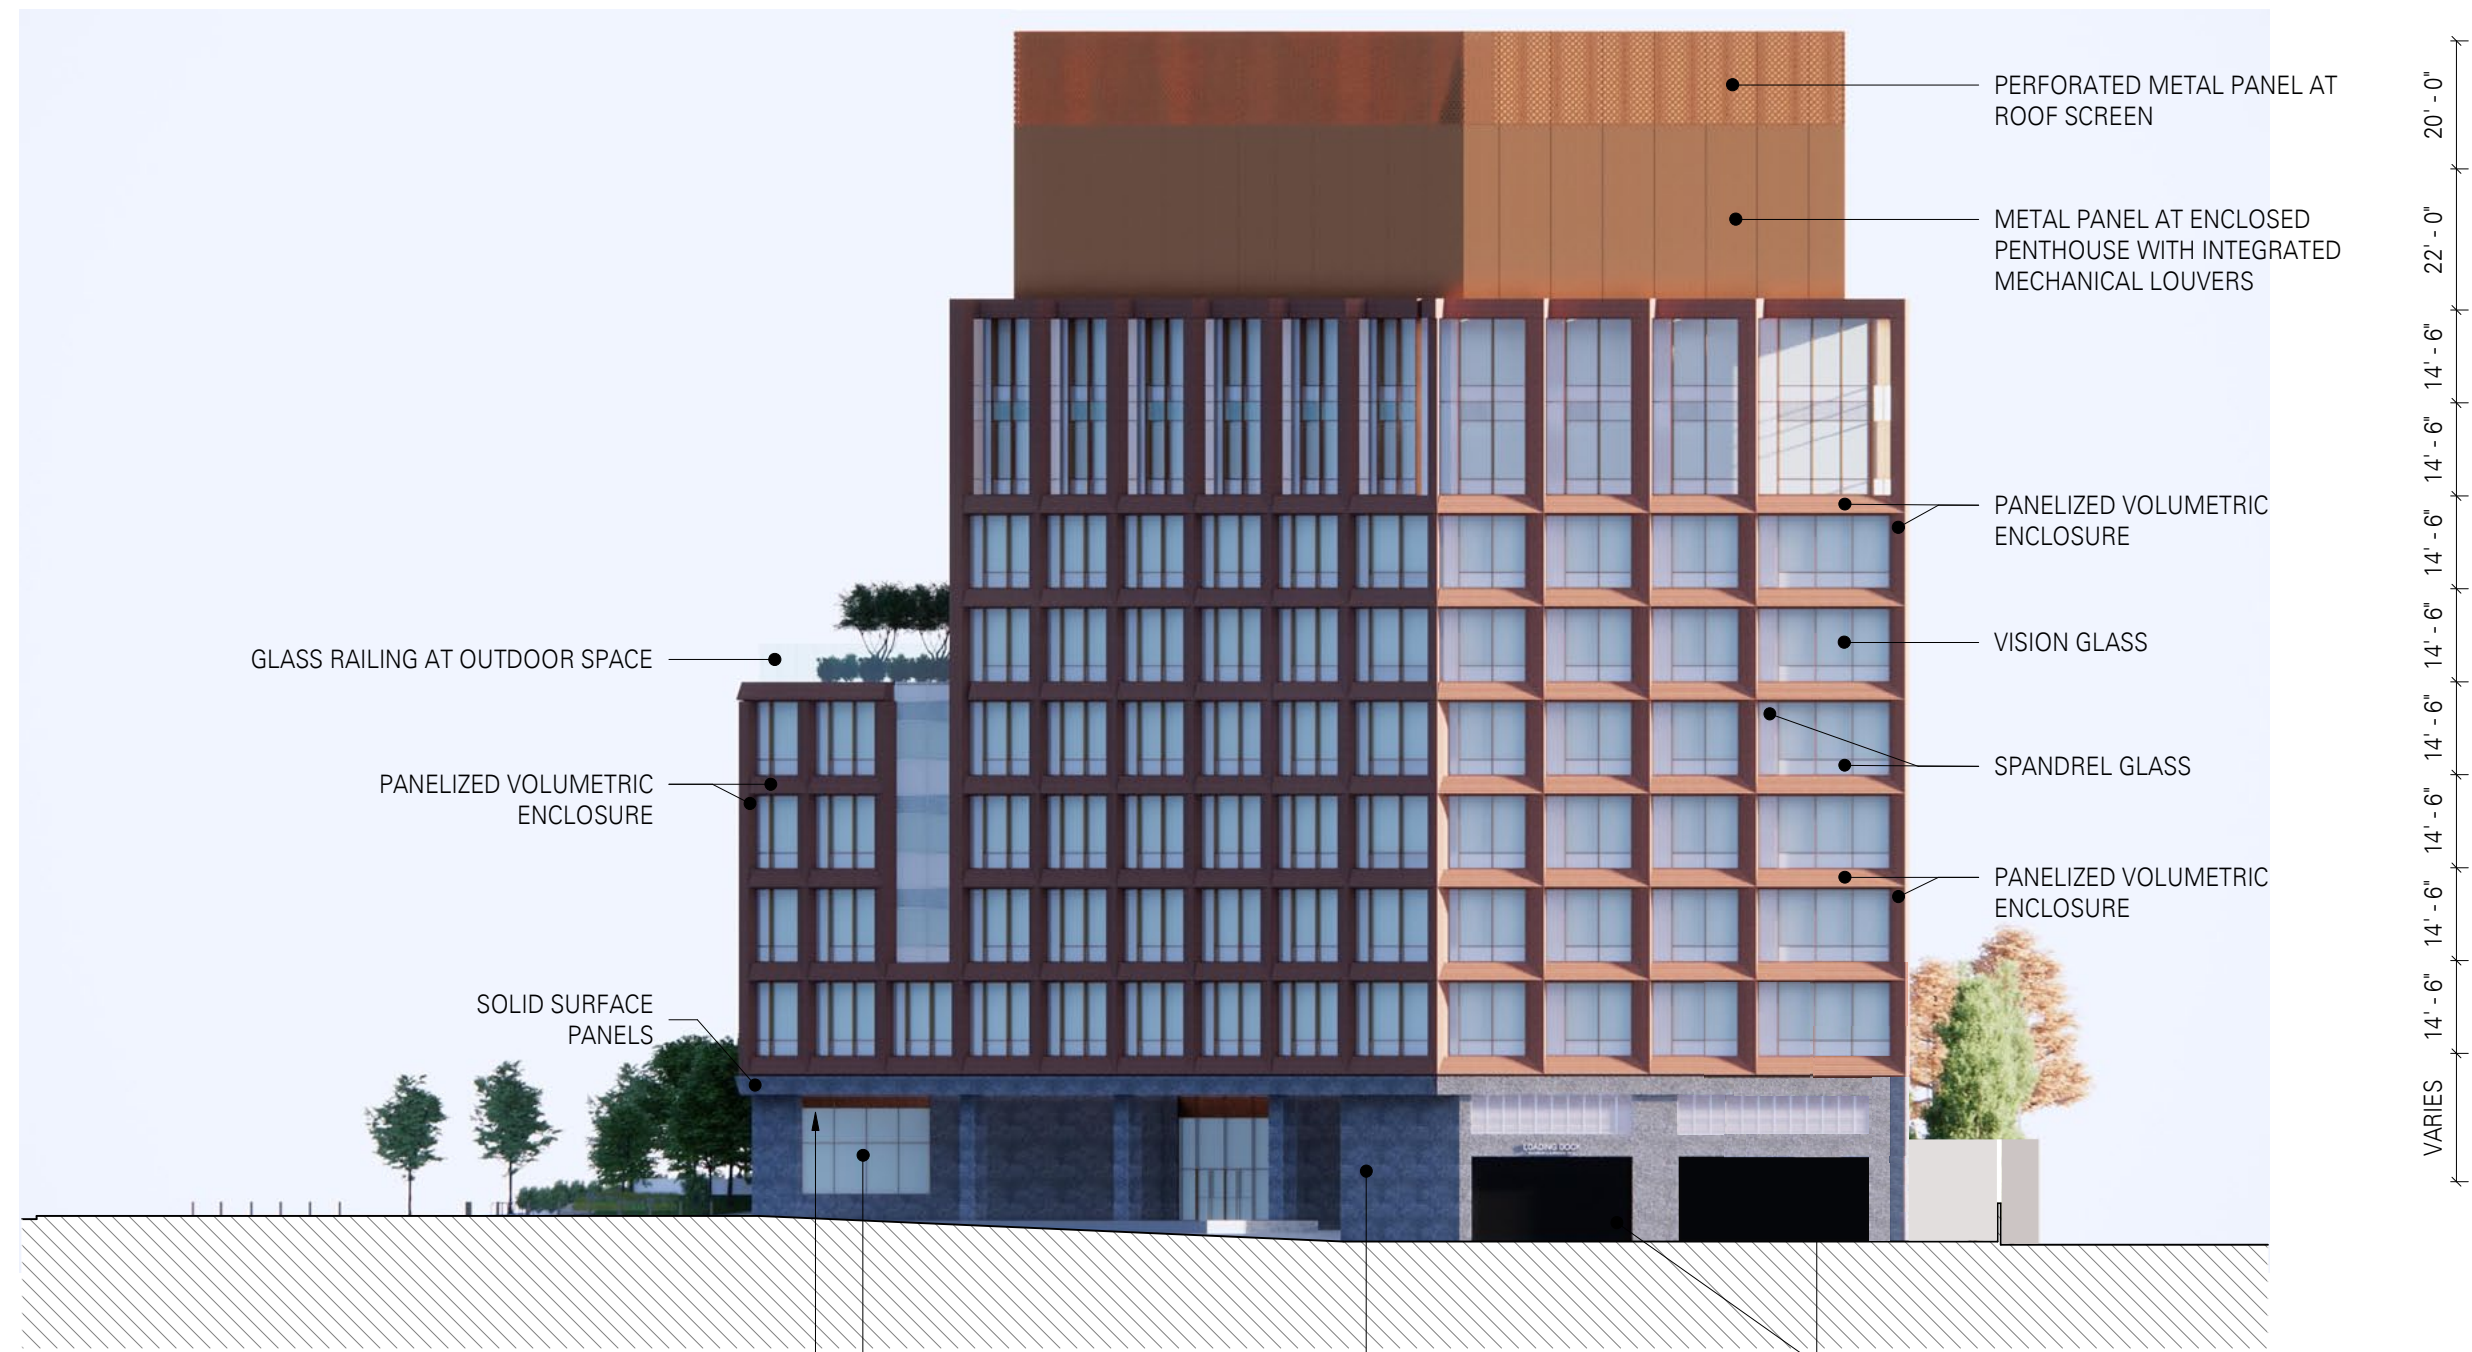 PERFORATED METAL PANEL AT
ROOF SCREEN
METAL PANEL AT ENCLOSED
PENTHOUSE WITH INTEGRATED
MECHANICAL LOUVERS
PANELIZED VOLUMETRIC
ENCLOSURE
VISION GLASS
SPANDREL GLASS
PANELIZED VOLUMETRIC
ENCLOSURE
GLASS RAILING AT OUTDOOR SPACE
PANELIZED VOLUMETRIC
ENCLOSURE
SOLID SURFACE
PANELS
LOADING DOCK
20' - 0"
22' - 0"
14' - 6"
14' - 6"
14' - 6"
14' - 6"
14' - 6"
14' - 6"
14' - 6"
14' - 6"
VARIES